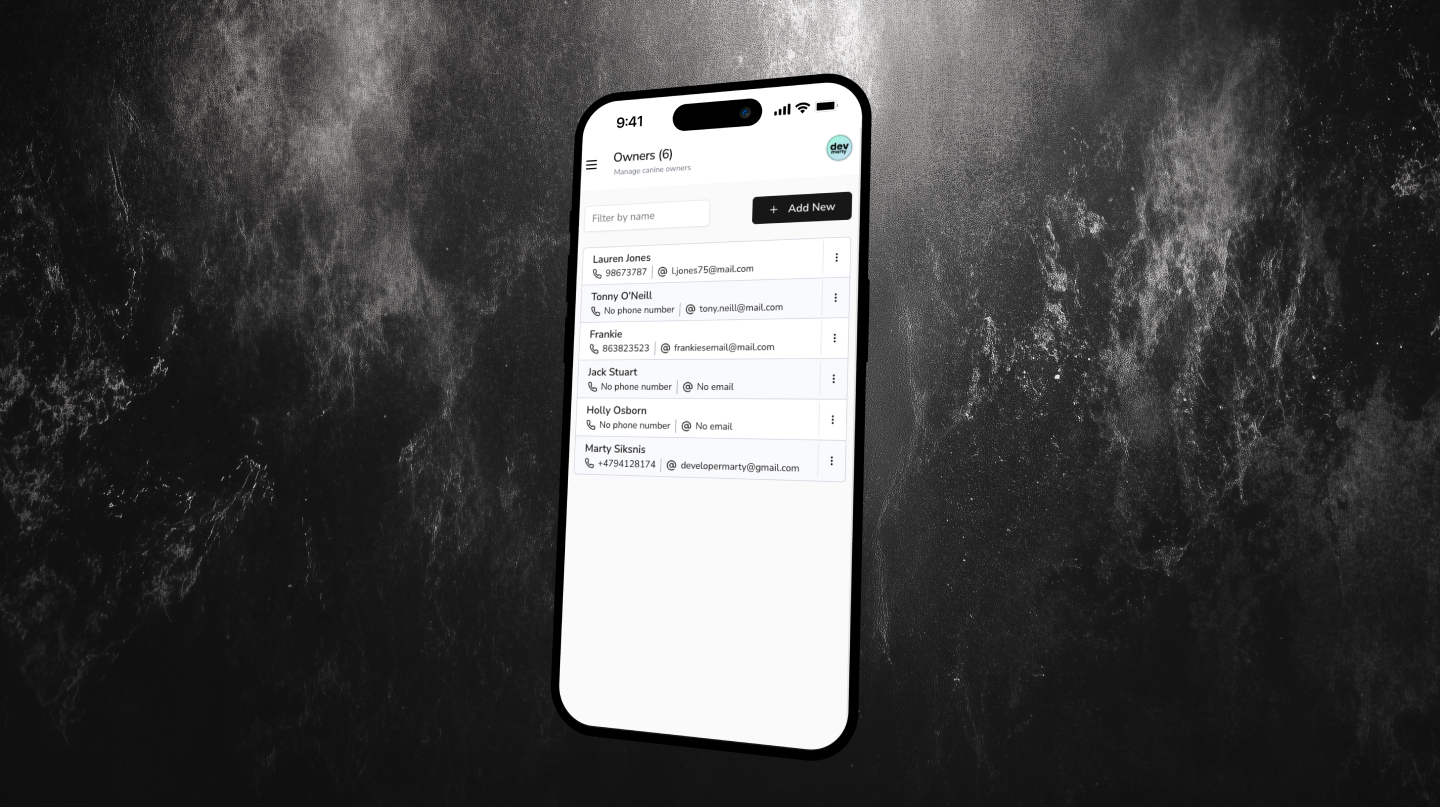 9:41
Owners (6)
Manage canine owners
dev
marty
Filter by name
+ Add New
Lauren Jones
98673787 | @ l.jones75@mail.com
Tonny O'Neill
No phone number | @ tony.neill@mail.com
Frankie
863823523 | @ frankiesemail@mail.com
Jack Stuart
No phone number | @ No email
Holly Osborn
No phone number | @ No email
Marty Siksnis
+4794128174 | @ developermarty@gmail.com